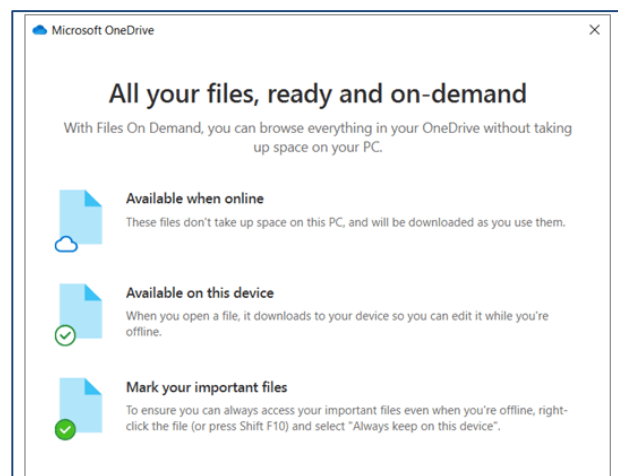 Microsoft OneDrive
All your files, ready and on-demand
With Files On Demand, you can browse everything in your OneDrive without taking
up space on your PC.
Available when online
These files don't take up space on this PC, and will be downloaded as you use them.
Available on this device
When you open a file, it downloads to your device so you can edit it while you're
offline.
Mark your important files
To ensure you can always access your important files even when you're offline, right-
click the file (or press Shift F10) and select "Always keep on this device".